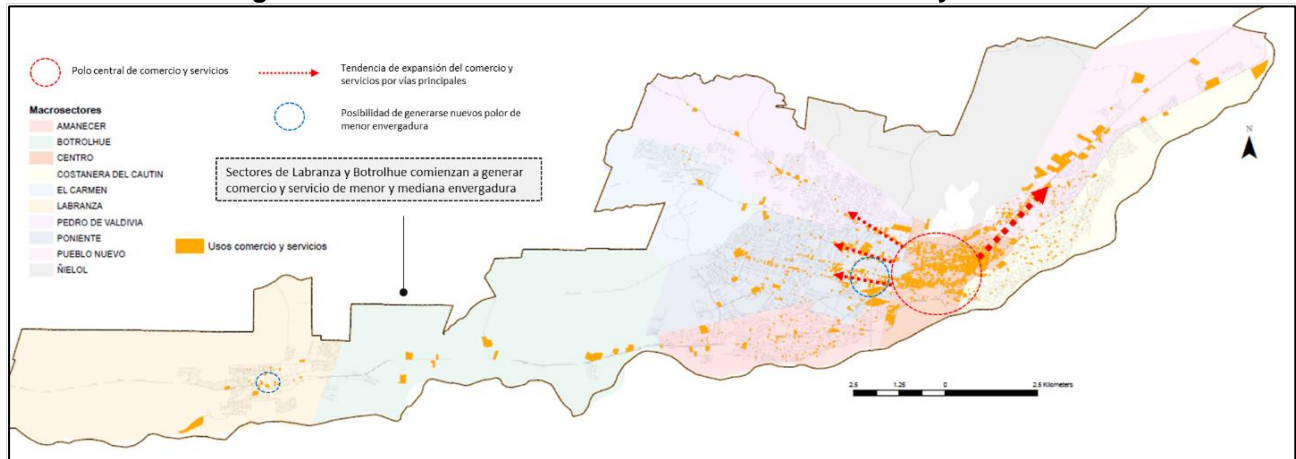 Polo central de comercio y servicios
Tendencia de expansión del comercio y
servicios por vías principales
Posibilidad de generarse nuevos polor de
menor envergadura
Macrosectores
AMANECER
BOTROLHUE
CENTRO
COSTANERA DEL CAUTIN
EL CARMEN
LABRANZA
PEDRO DE VALDIVIA
PONIENTE
PUEBLO NUEVO
ÑIELOL
Usos comercio y servicios
Sectores de Labranza y Botrolhue comienzan a generar
comercio y servicio de menor y mediana envergadura
N
2.5 1.25 0 2.5 Kilometers